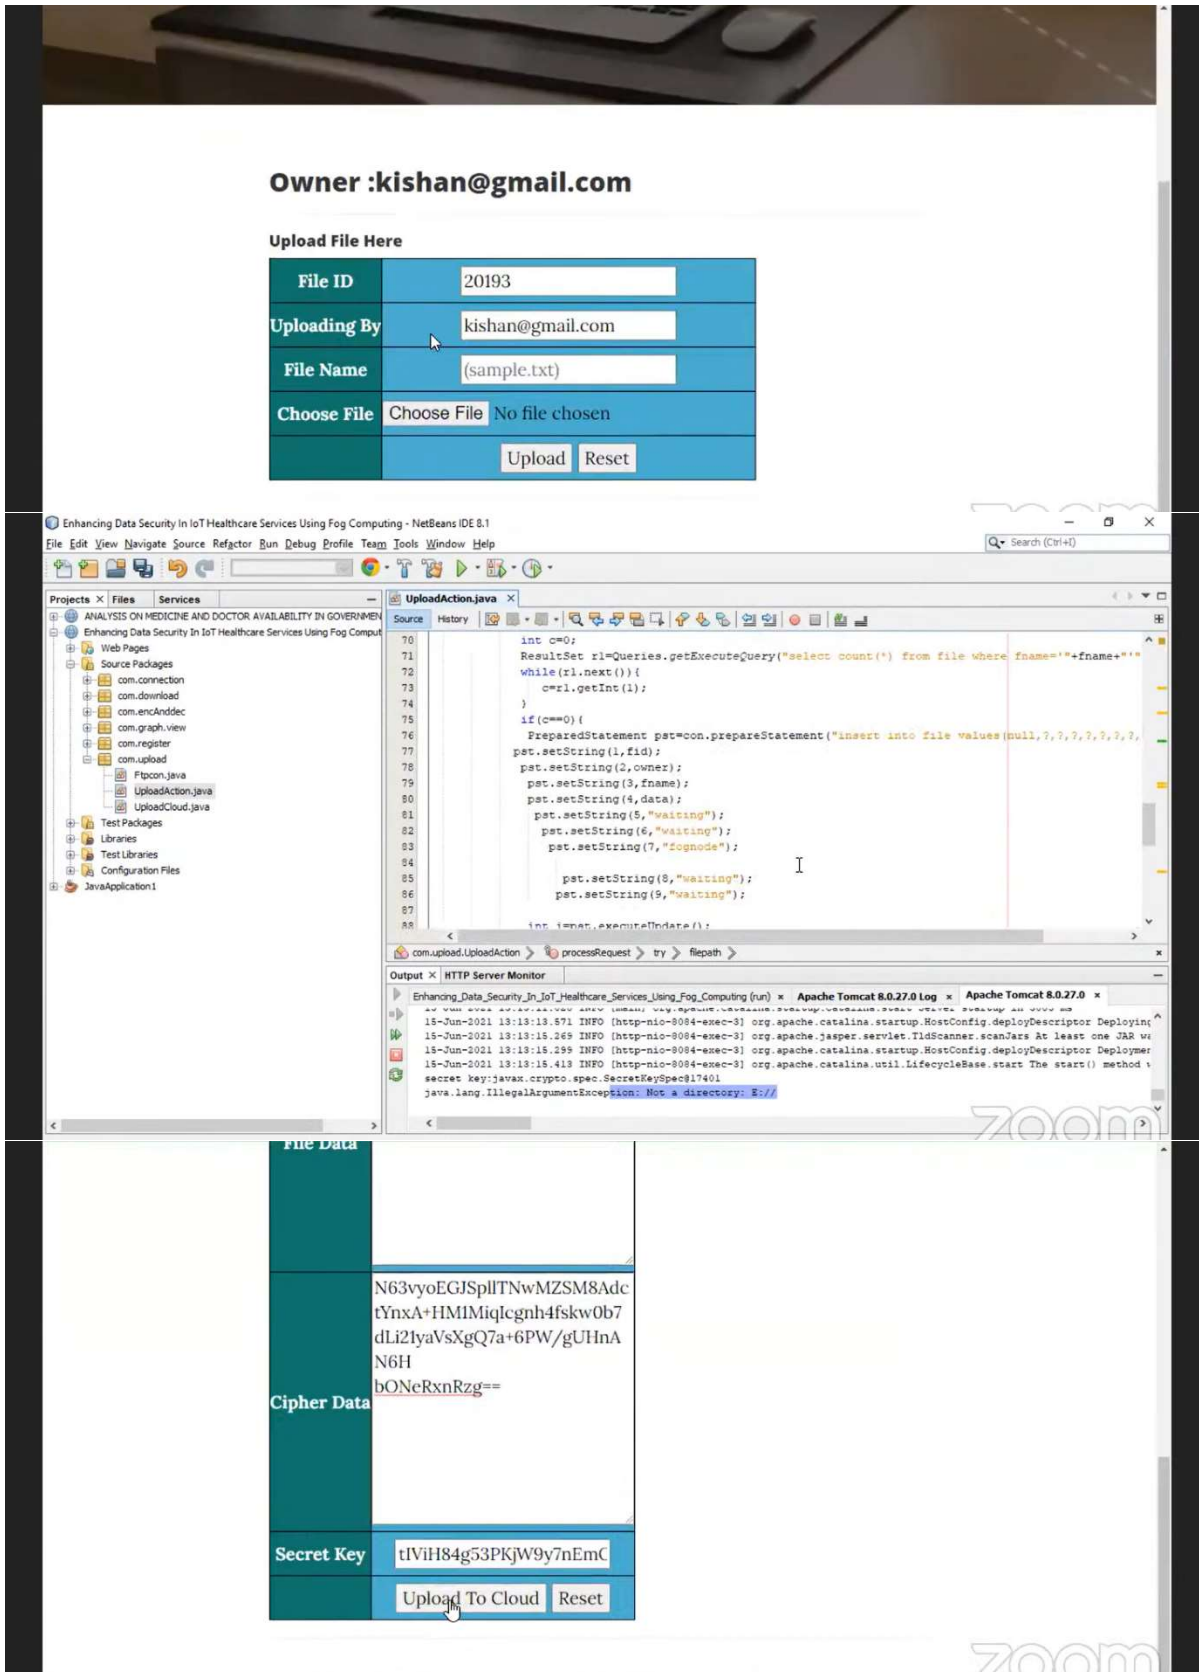 Owner :kishan@gmail.com
Upload File Here
File ID
20193
Uploading By
kishan@gmail.com
File Name
(sample.txt)
Choose File
Choose File No file chosen
Upload Reset
zoom
Enhancing Data Security In IoT Healthcare Services Using Fog Computing - NetBeans IDE 8.1
File Edit View Navigate Source Refactor Run Debug Profile Team Tools Window Help
Search (Ctrl+I)
Projects Files Services
ANALYSIS ON MEDICINE AND DOCTOR AVAILABILITY IN GOVERNMEN
Enhancing Data Security In IoT Healthcare Services Using Fog Comput
Web Pages
Source Packages
com.connection
com.download
com.encAnddec
com.graph.view
com.register
com.upload
Ftpcon.java
UploadAction.java
UploadCloud.java
Test Packages
Libraries
Test Libraries
Configuration Files
JavaApplication1
UploadAction.java
Source History
70 int c=0;
71 ResultSet r1=Queries.getExecuteQuery("select count(*) from file where fname='"+fname+"'"
72 while(r1.next()){
73 c=r1.getInt(1);
74 }
75 if(c==0){
76 PreparedStatement pst=con.prepareStatement("insert into file values(null,?,?,?,?,?,?,?,
77 pst.setString(1,fid);
78 pst.setString(2,owner);
79 pst.setString(3,fname);
80 pst.setString(4,data);
81 pst.setString(5,"waiting");
82 pst.setString(6,"waiting");
83 pst.setString(7,"fognode");
84
85 pst.setString(8,"waiting");
86 pst.setString(9,"waiting");
87
88 int i=pst.executeUpdate();
com.upload.UploadAction processRequest try filepath
Output HTTP Server Monitor
Enhancing_Data_Security_In_IoT_Healthcare_Services_Using_Fog_Computing (run) Apache Tomcat 8.0.27.0 Log Apache Tomcat 8.0.27.0
15-Jun-2021 13:13:13.571 INFO [http-nio-8084-exec-3] org.apache.catalina.startup.HostConfig.deployDescriptor Deploying
15-Jun-2021 13:13:15.269 INFO [http-nio-8084-exec-3] org.apache.jasper.servlet.TldScanner.scanJars At least one JAR wa
15-Jun-2021 13:13:15.299 INFO [http-nio-8084-exec-3] org.apache.catalina.startup.HostConfig.deployDescriptor Deploymen
15-Jun-2021 13:13:15.413 INFO [http-nio-8084-exec-3] org.apache.catalina.util.LifecycleBase.start The start() method
secret key:javax.crypto.spec.SecretKeySpec@17401
java.lang.IllegalArgumentException: Not a directory: E://
zoom
File Data
Cipher Data
N63vyoEGJSpllTNwMZSM8Adc
tYnxA+HM1MiqIcgnh4fskw0b7
dLi21yaVsXgQ7a+6PW/gUHnA
N6H
bONeRxnRzg==
Secret Key
tIViH84g53PKjW9y7nEmC
Upload To Cloud Reset
zoom